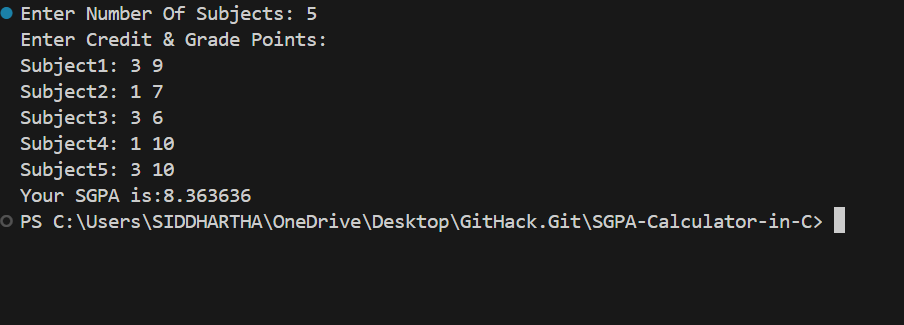 Enter Number Of Subjects: 5
Enter Credit & Grade Points:
Subject1: 3 9
Subject2: 1 7
Subject3: 3 6
Subject4: 1 10
Subject5: 3 10
Your SGPA is:8.363636
PS C:\Users\SIDDHARTHA\OneDrive\Desktop\GitHack.Git\SGPA-Calculator-in-C>